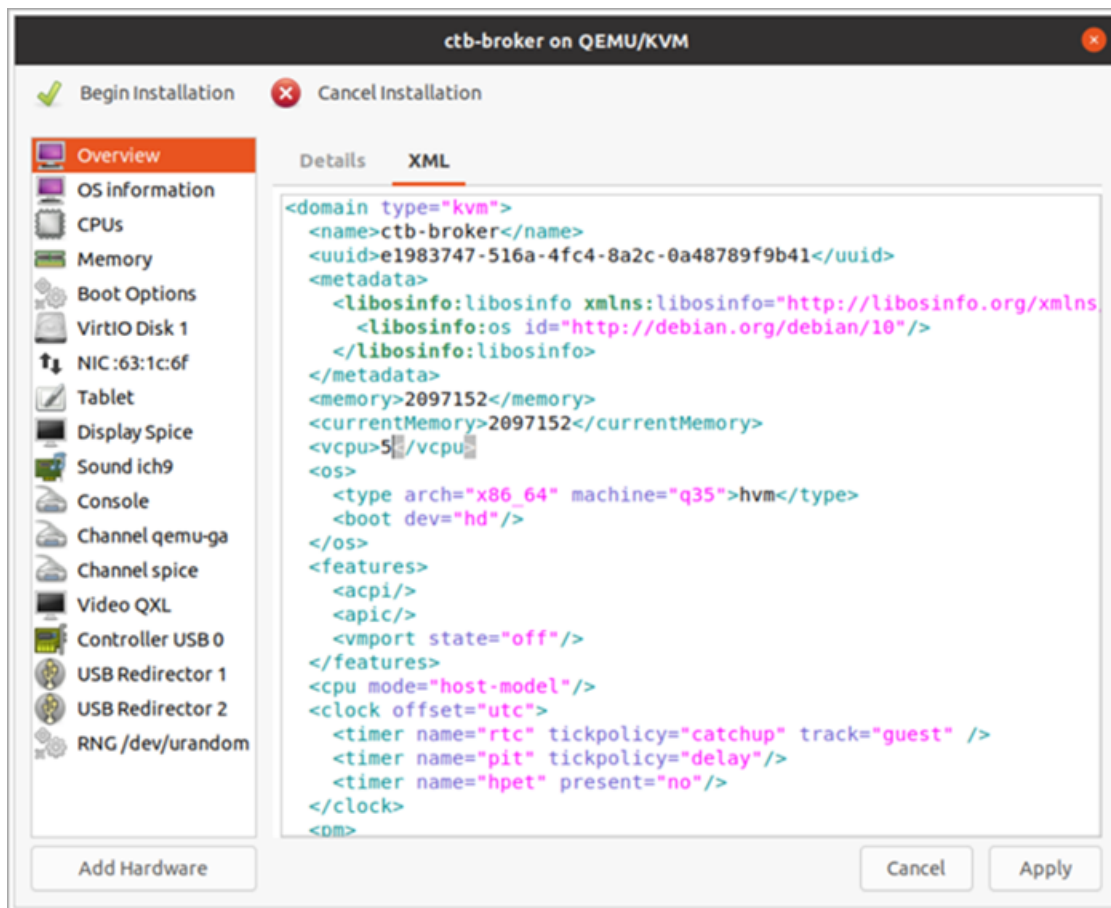 ctb-broker on QEMU/KVM
Begin Installation
Cancel Installation
Overview
OS information
CPUs
Memory
Boot Options
VirtIO Disk 1
NIC :63:1c:6f
Tablet
Display Spice
Sound ich9
Console
Channel qemu-ga
Channel spice
Video QXL
Controller USB 0
USB Redirector 1
USB Redirector 2
RNG /dev/urandom
Add Hardware
Details
XML
<domain type="kvm">
<name>ctb-broker</name>
<uuid>e1983747-516a-4fc4-8a2c-0a48789f9b41</uuid>
<metadata>
<libosinfo:libosinfo xmlns:libosinfo="http://libosinfo.org/xmlns/
<libosinfo:os id="http://debian.org/debian/10"/>
</libosinfo:libosinfo>
</metadata>
<memory>2097152</memory>
<currentMemory>2097152</currentMemory>
<vcpu>5</vcpu>
<os>
<type arch="x86_64" machine="q35">hvm</type>
<boot dev="hd"/>
</os>
<features>
<acpi/>
<apic/>
<vmport state="off"/>
</features>
<cpu mode="host-model"/>
<clock offset="utc">
<timer name="rtc" tickpolicy="catchup" track="guest" />
<timer name="pit" tickpolicy="delay"/>
<timer name="hpet" present="no"/>
</clock>
<pm>
Cancel
Apply